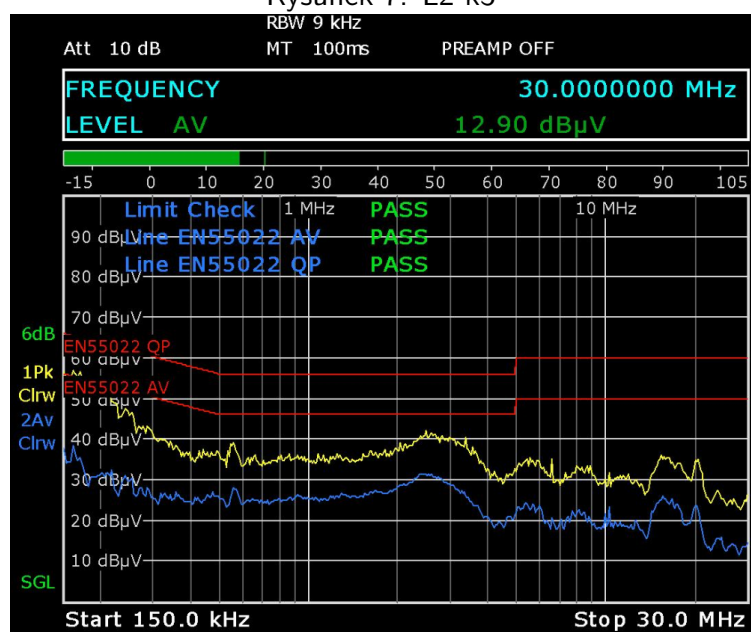 RBW 9 kHz
Att 10 dB MT 100ms PREAMP OFF
FREQUENCY 30.0000000 MHz
LEVEL AV 12.90 dBµV
-15 0 10 20 30 40 50 60 70 80 90 105
Limit Check 1 MHz PASS 10 MHz
90 dBµV Line EN55022 AV PASS
Line EN55022 QP PASS
80 dBµV
70 dBµV
6dB
EN55022 QP
60 dBµV
1Pk
Clrw
EN55022 AV
50 dBµV
2Av
Clrw
40 dBµV
30 dBµV
20 dBµV
10 dBµV
SGL
Start 150.0 kHz Stop 30.0 MHz